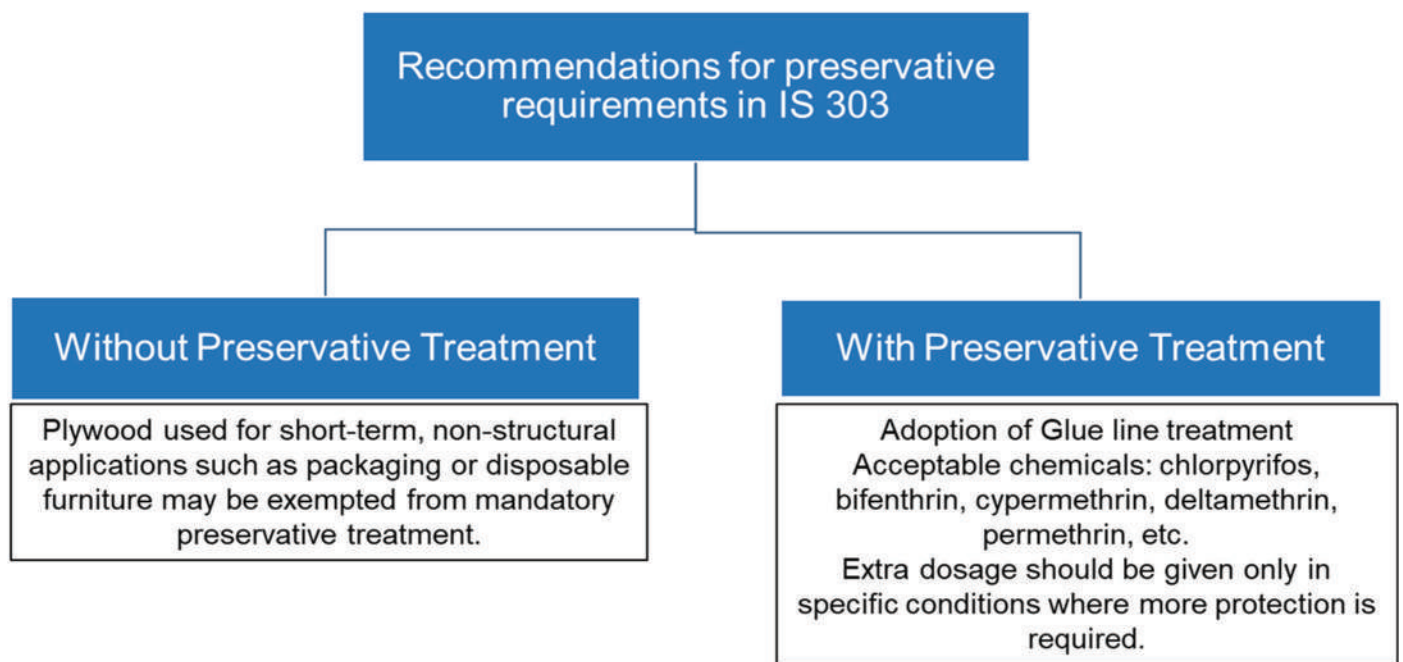 Recommendations for preservative
requirements in IS 303
Without Preservative Treatment
Plywood used for short-term, non-structural
applications such as packaging or disposable
furniture may be exempted from mandatory
preservative treatment.
With Preservative Treatment
Adoption of Glue line treatment
Acceptable chemicals: chlorpyrifos,
bifenthrin, cypermethrin, deltamethrin,
permethrin, etc.
Extra dosage should be given only in
specific conditions where more protection is
required.